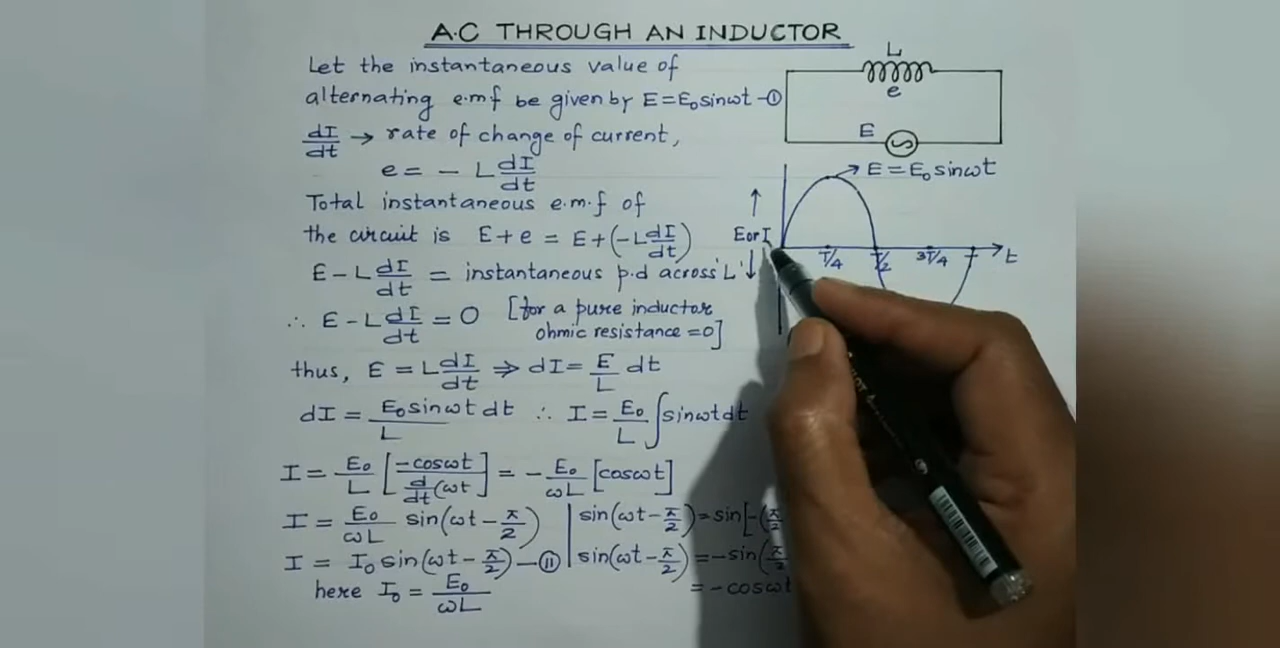 A.C THROUGH AN INDUCTOR
Let the instantaneous value of
alternating e.m.f be given by E=E₀sinωt-①
dI/dt → rate of change of current,
e = - L dI/dt
Total instantaneous e.m.f of
the circuit is E+e = E+(-L dI/dt)
E-L dI/dt = instantaneous p.d across 'L'
∴ E-L dI/dt = 0 [for a pure inductor
ohmic resistance =0]
thus, E = L dI/dt ⇒ dI = E/L dt
dI = E₀sinωt dt/L ∴ I = E₀/L ∫sinωt dt
I = E₀/L [-cosωt / d/dt(ωt] = - E₀/ωL [cosωt]
I = E₀/ωL sin(ωt-π/2)
I = I₀ sin(ωt-π/2)-⑪
here I₀ = E₀/ωL
sin(ωt-π/2)=sin[-(π/2
sin(ωt-π/2)=-sin(π/2
=-cosωt
L
e
E
E=E₀sinωt
E or I
T/4 T/2 3T/4 t